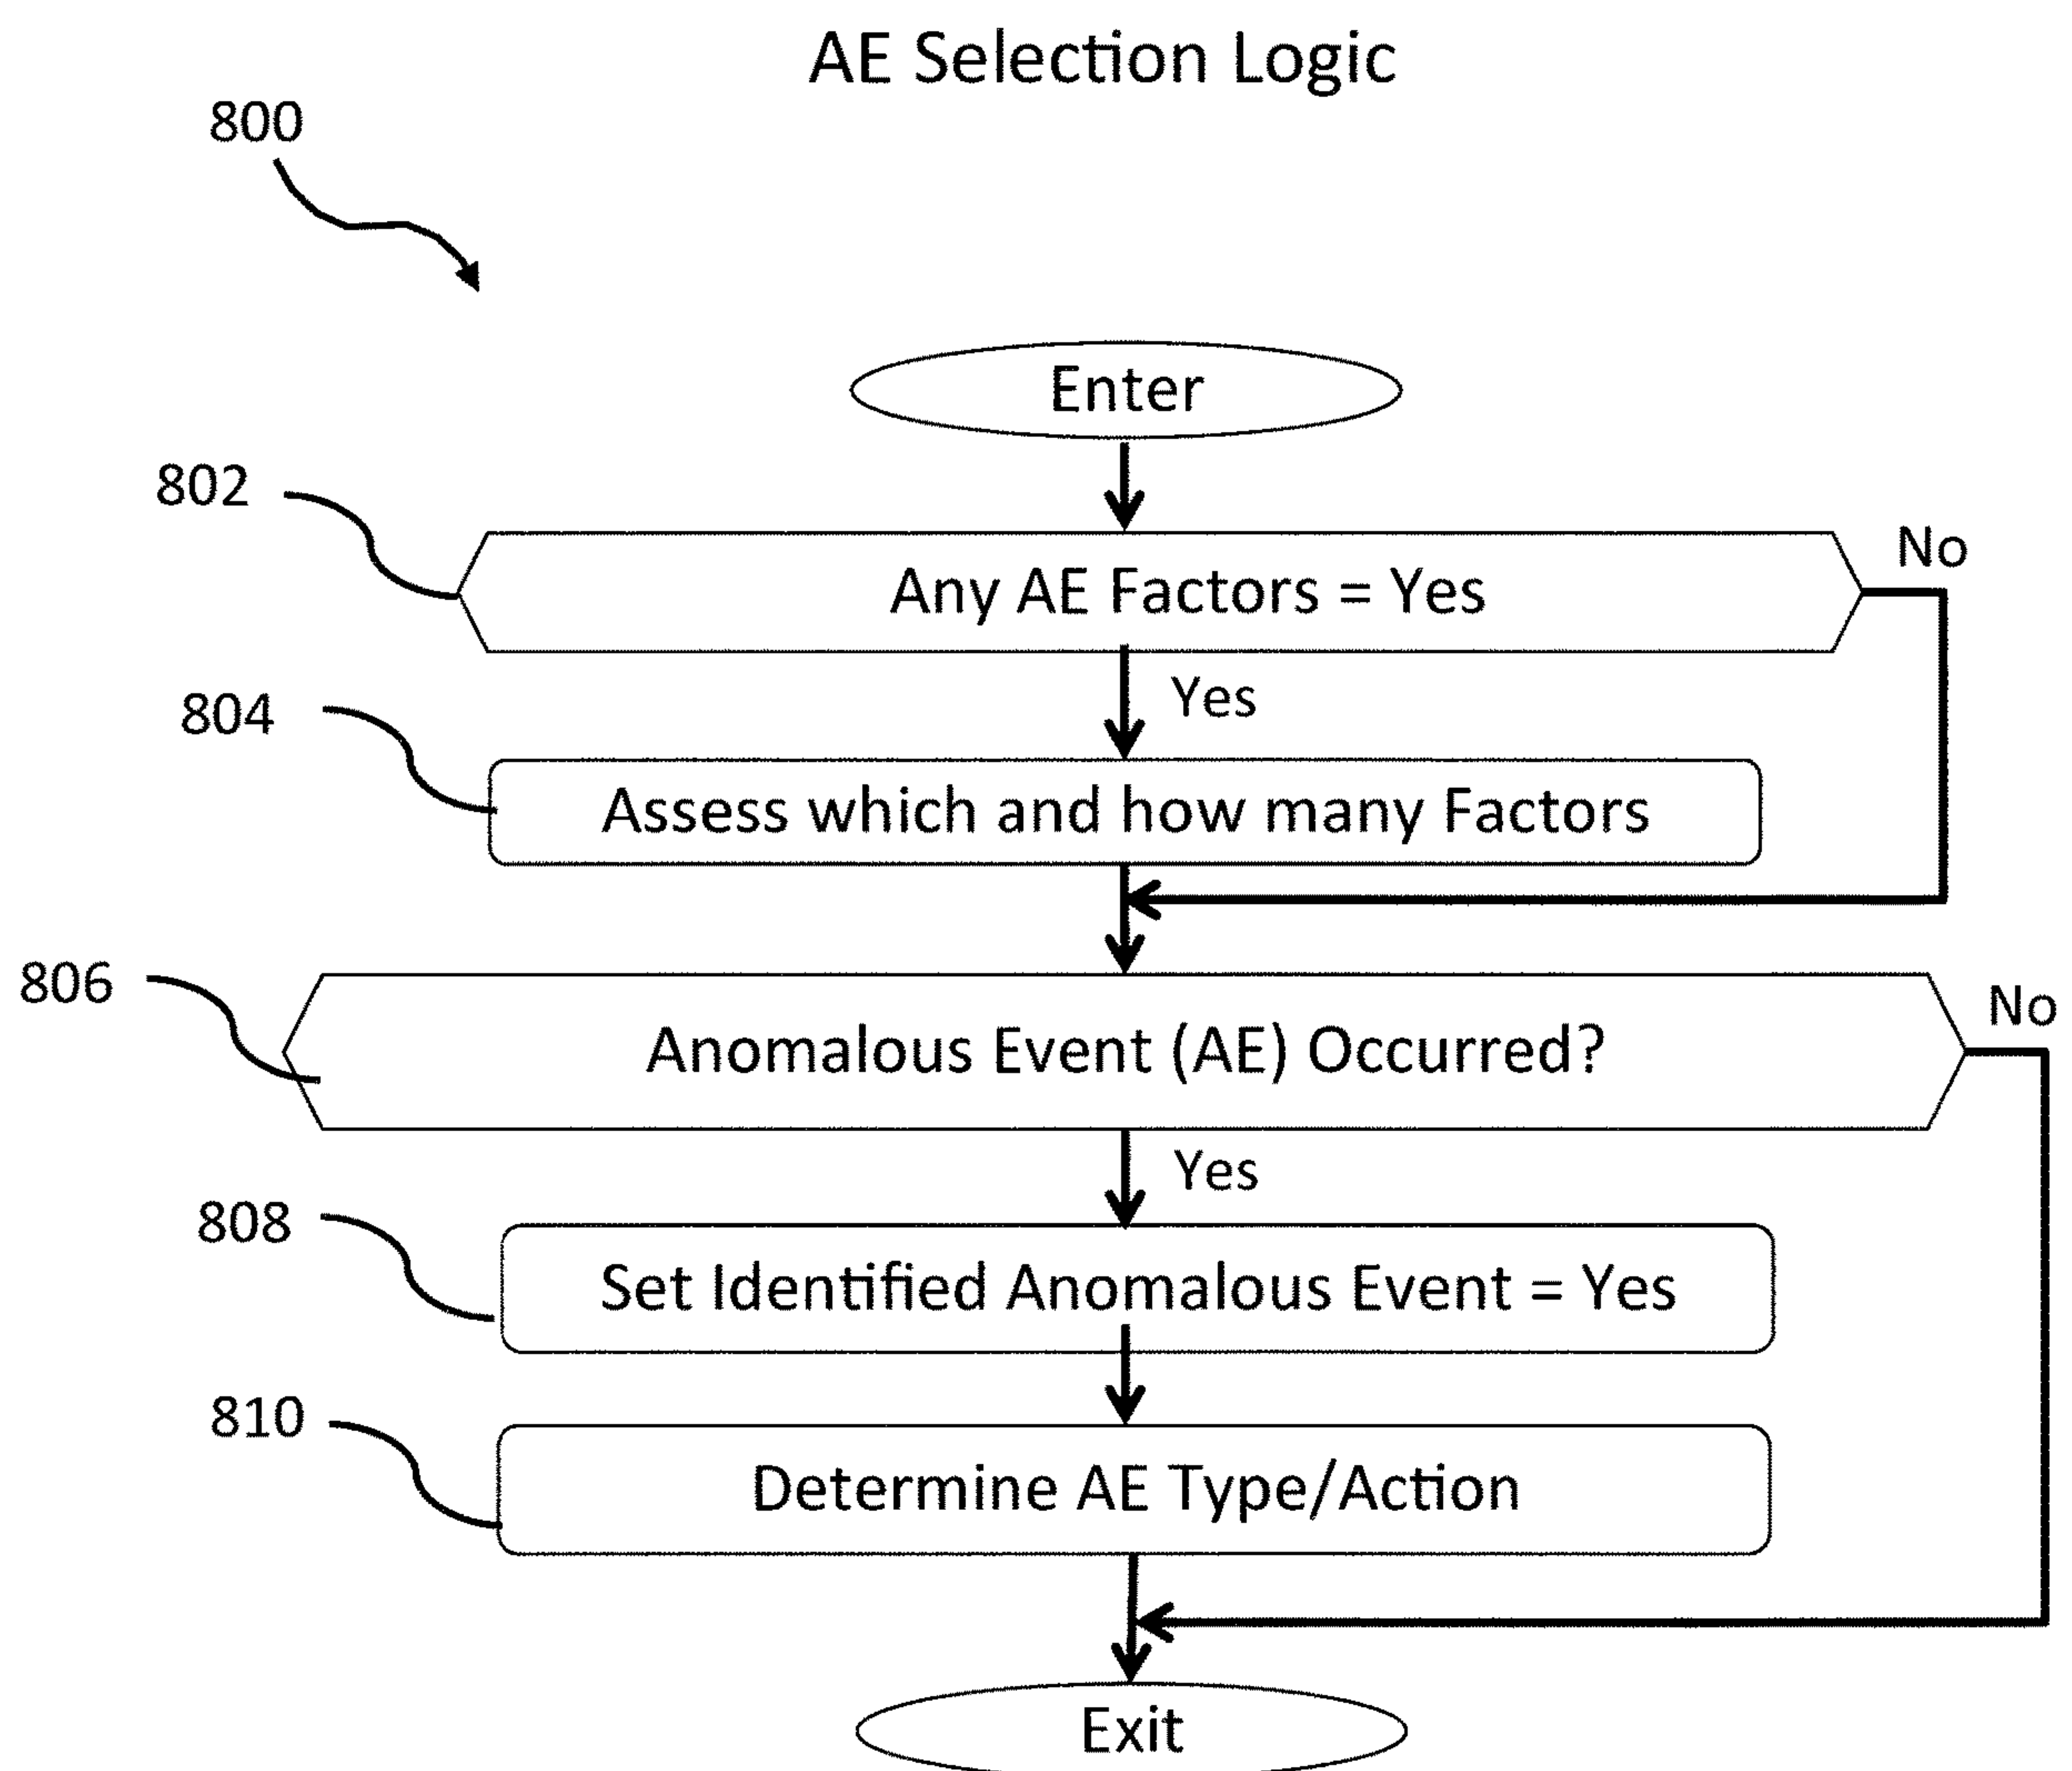 AE Selection Logic
800
Enter
802
Any AE Factors = Yes
No
Yes
804
Assess which and how many Factors
806
Anomalous Event (AE) Occurred?
No
Yes
808
Set Identified Anomalous Event = Yes
810
Determine AE Type/Action
Exit